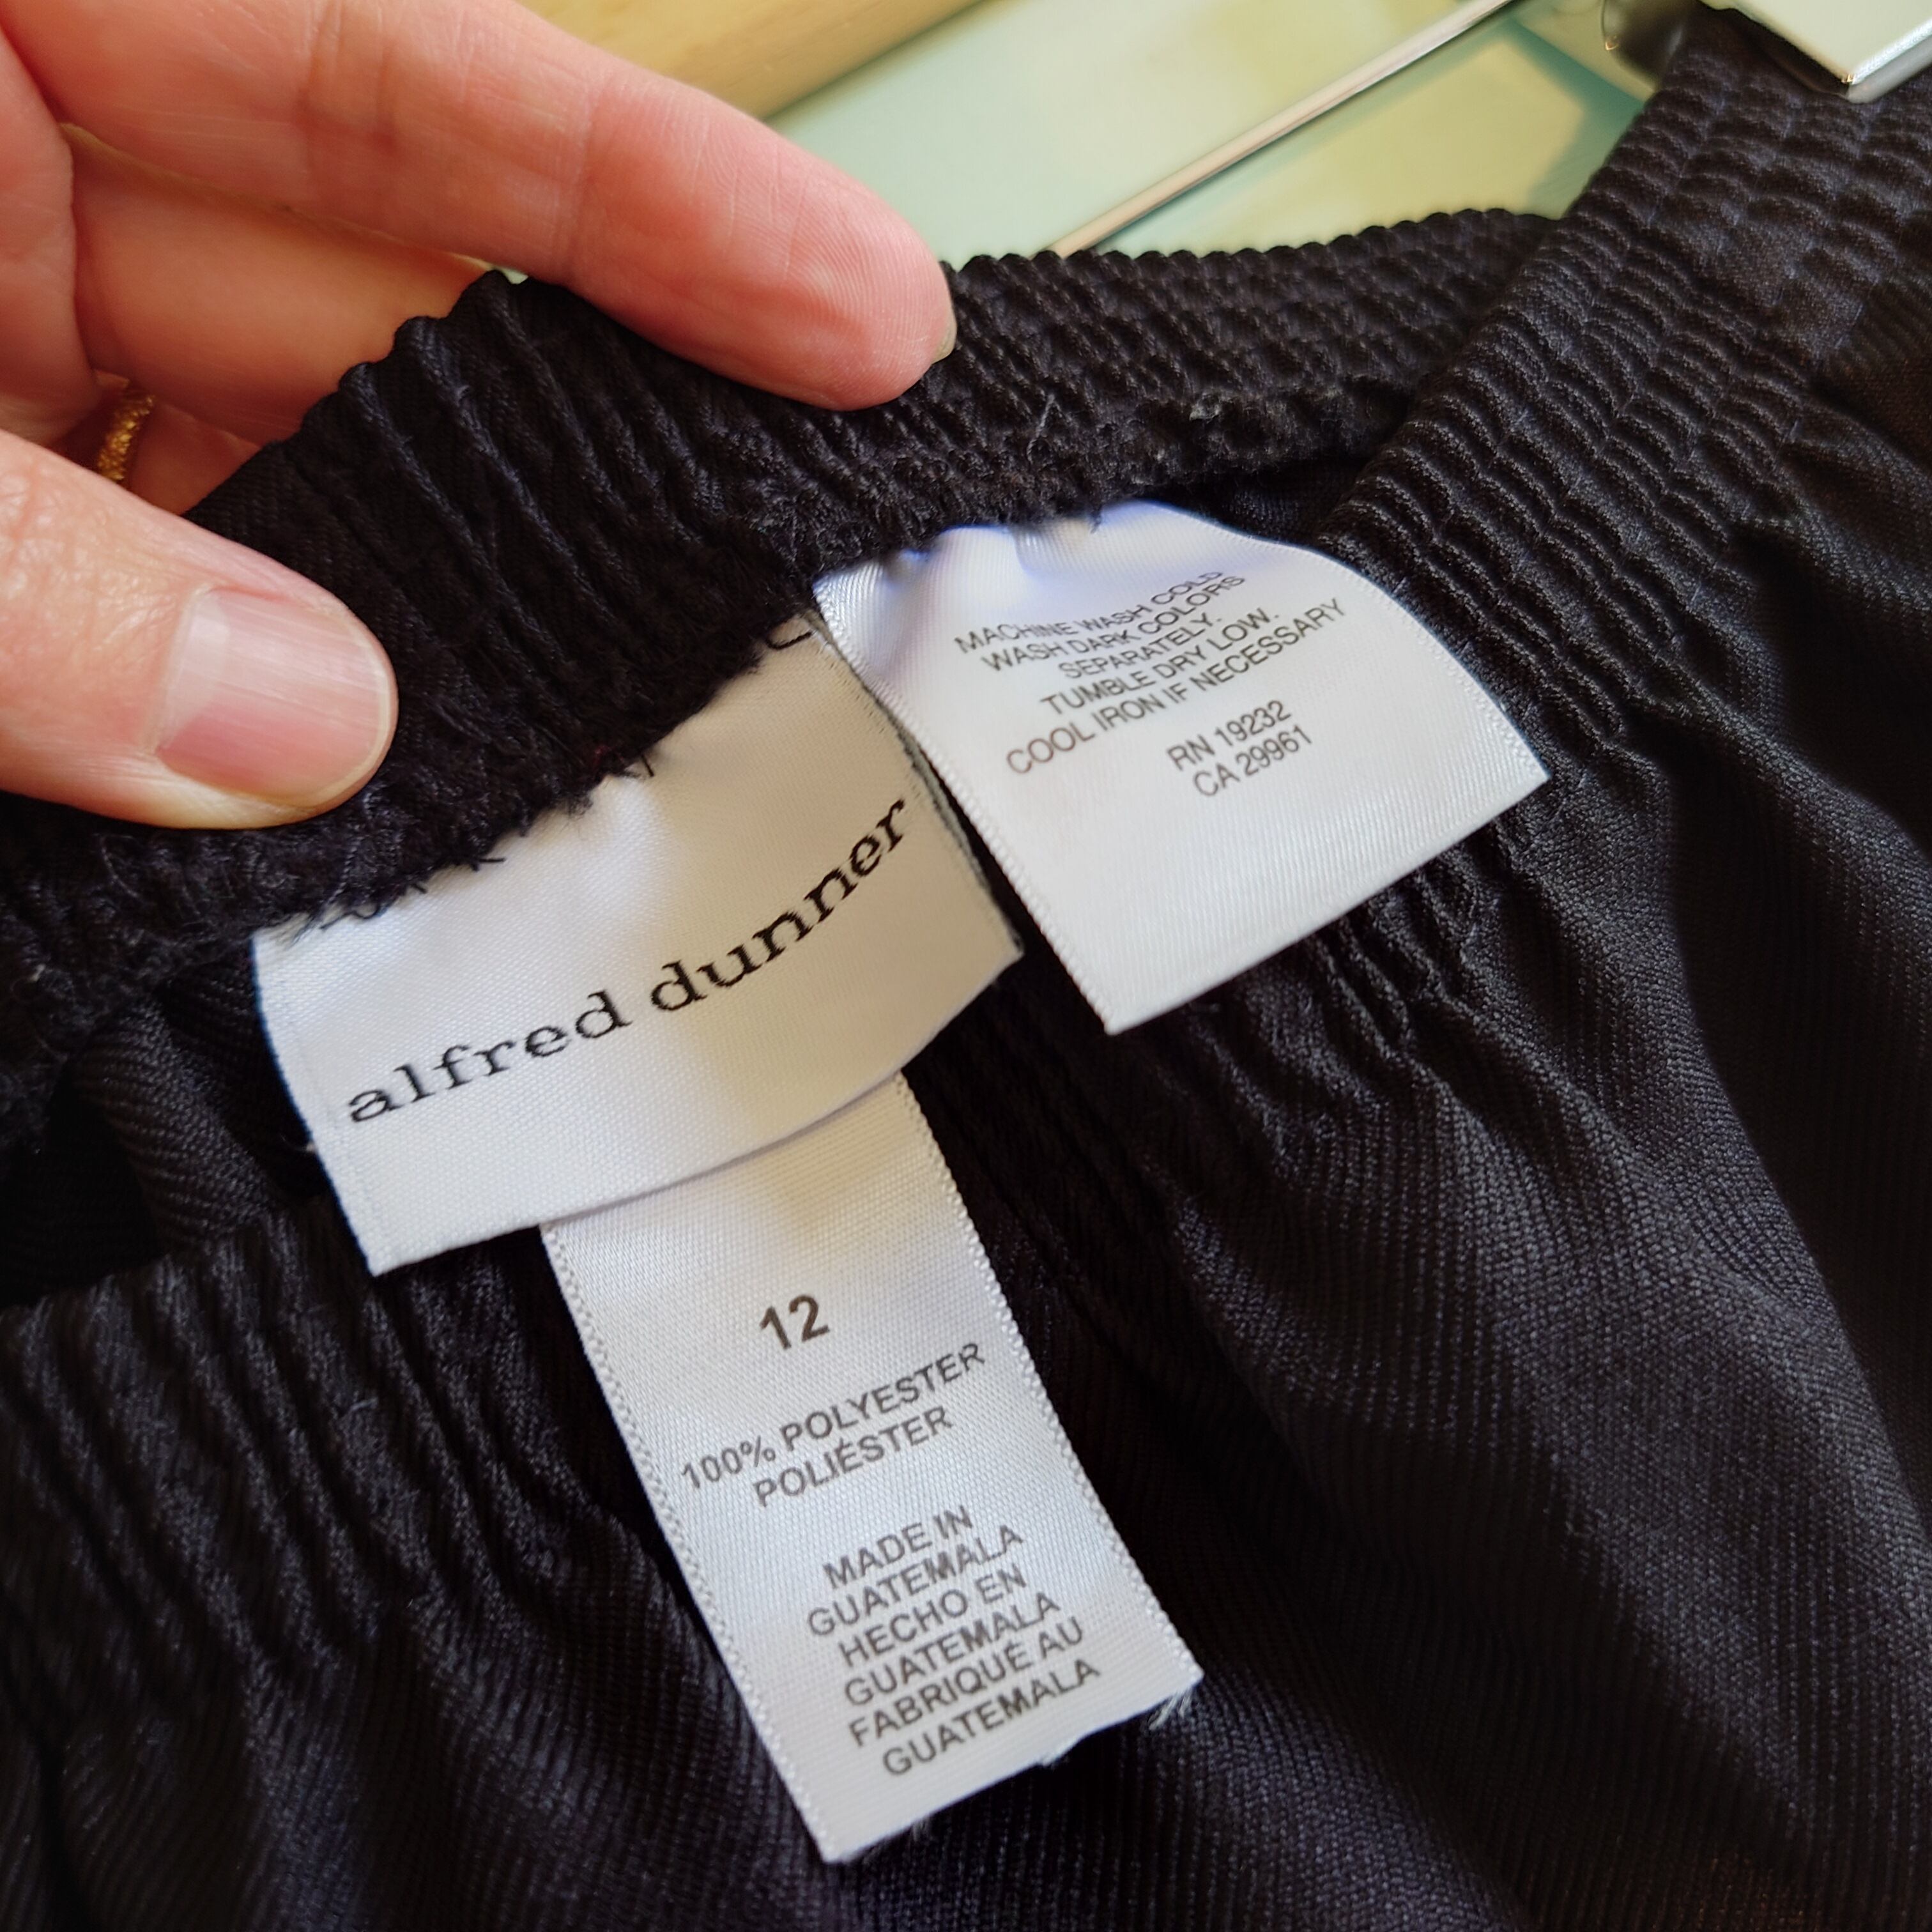 alfred dunner
12
100% POLYESTER
POLIÉSTER
MADE IN
GUATEMALA
HECHO EN
GUATEMALA
FABRIQUÉ AU
GUATEMALA
MACHINE WASH COLD
WASH DARK COLORS
SEPARATELY.
TUMBLE DRY LOW.
COOL IRON IF NECESSARY
RN 19232
CA 29961